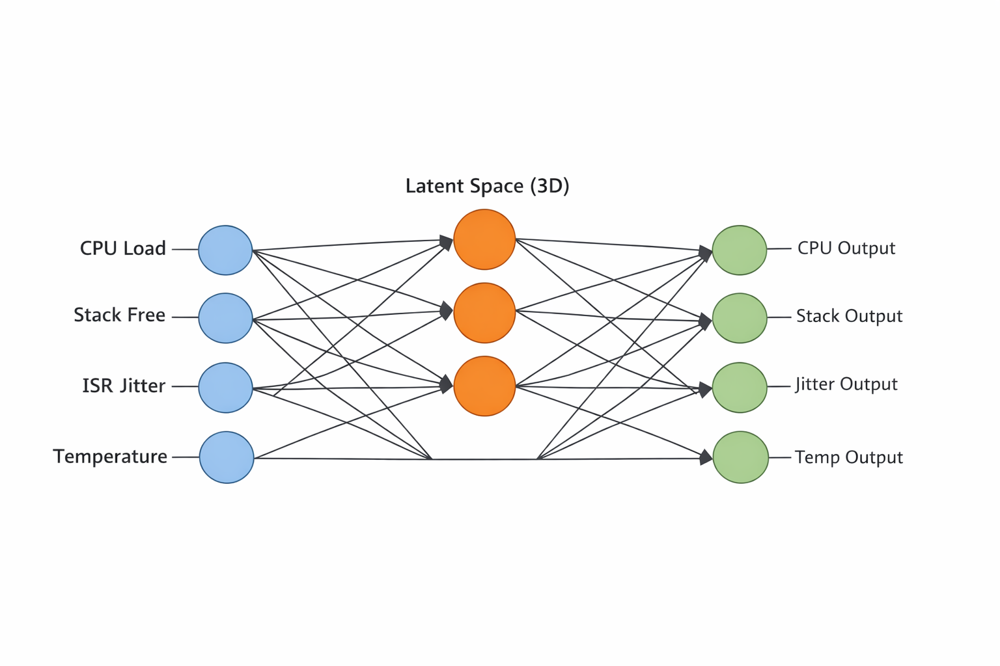 Latent Space (3D)
CPU Load
CPU Output
Stack Free
Stack Output
ISR Jitter
Jitter Output
Temperature
Temp Output